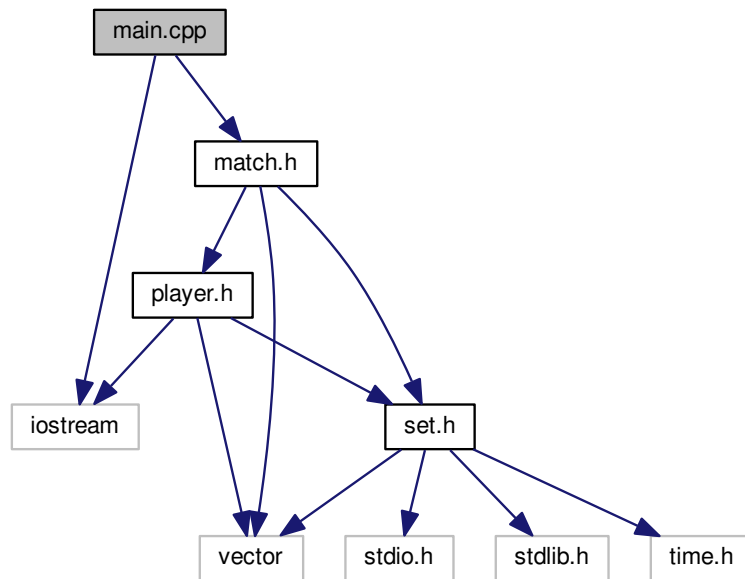 main.cpp
match.h
player.h
iostream
set.h
vector
stdio.h
stdlib.h
time.h